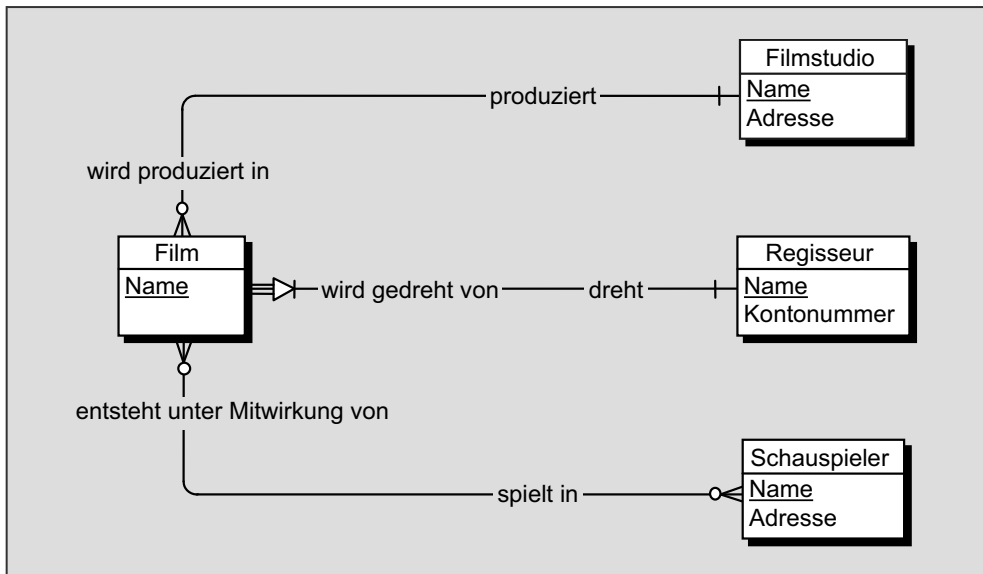 Filmstudio
Name
Adresse
produziert
wird produziert in
Film
Name
wird gedreht von
dreht
Regisseur
Name
Kontonummer
entsteht unter Mitwirkung von
spielt in
Schauspieler
Name
Adresse